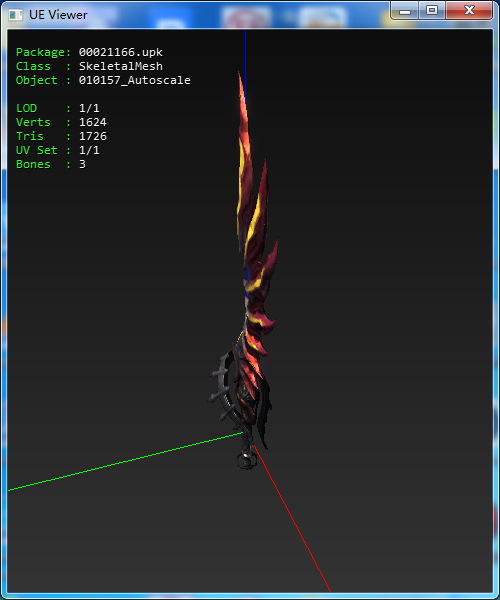 UE Viewer
Package: 00021166.upk
Class  : SkeletalMesh
Object : 010157_Autoscale
LOD    : 1/1
Verts  : 1624
Tris   : 1726
UV Set : 1/1
Bones  : 3